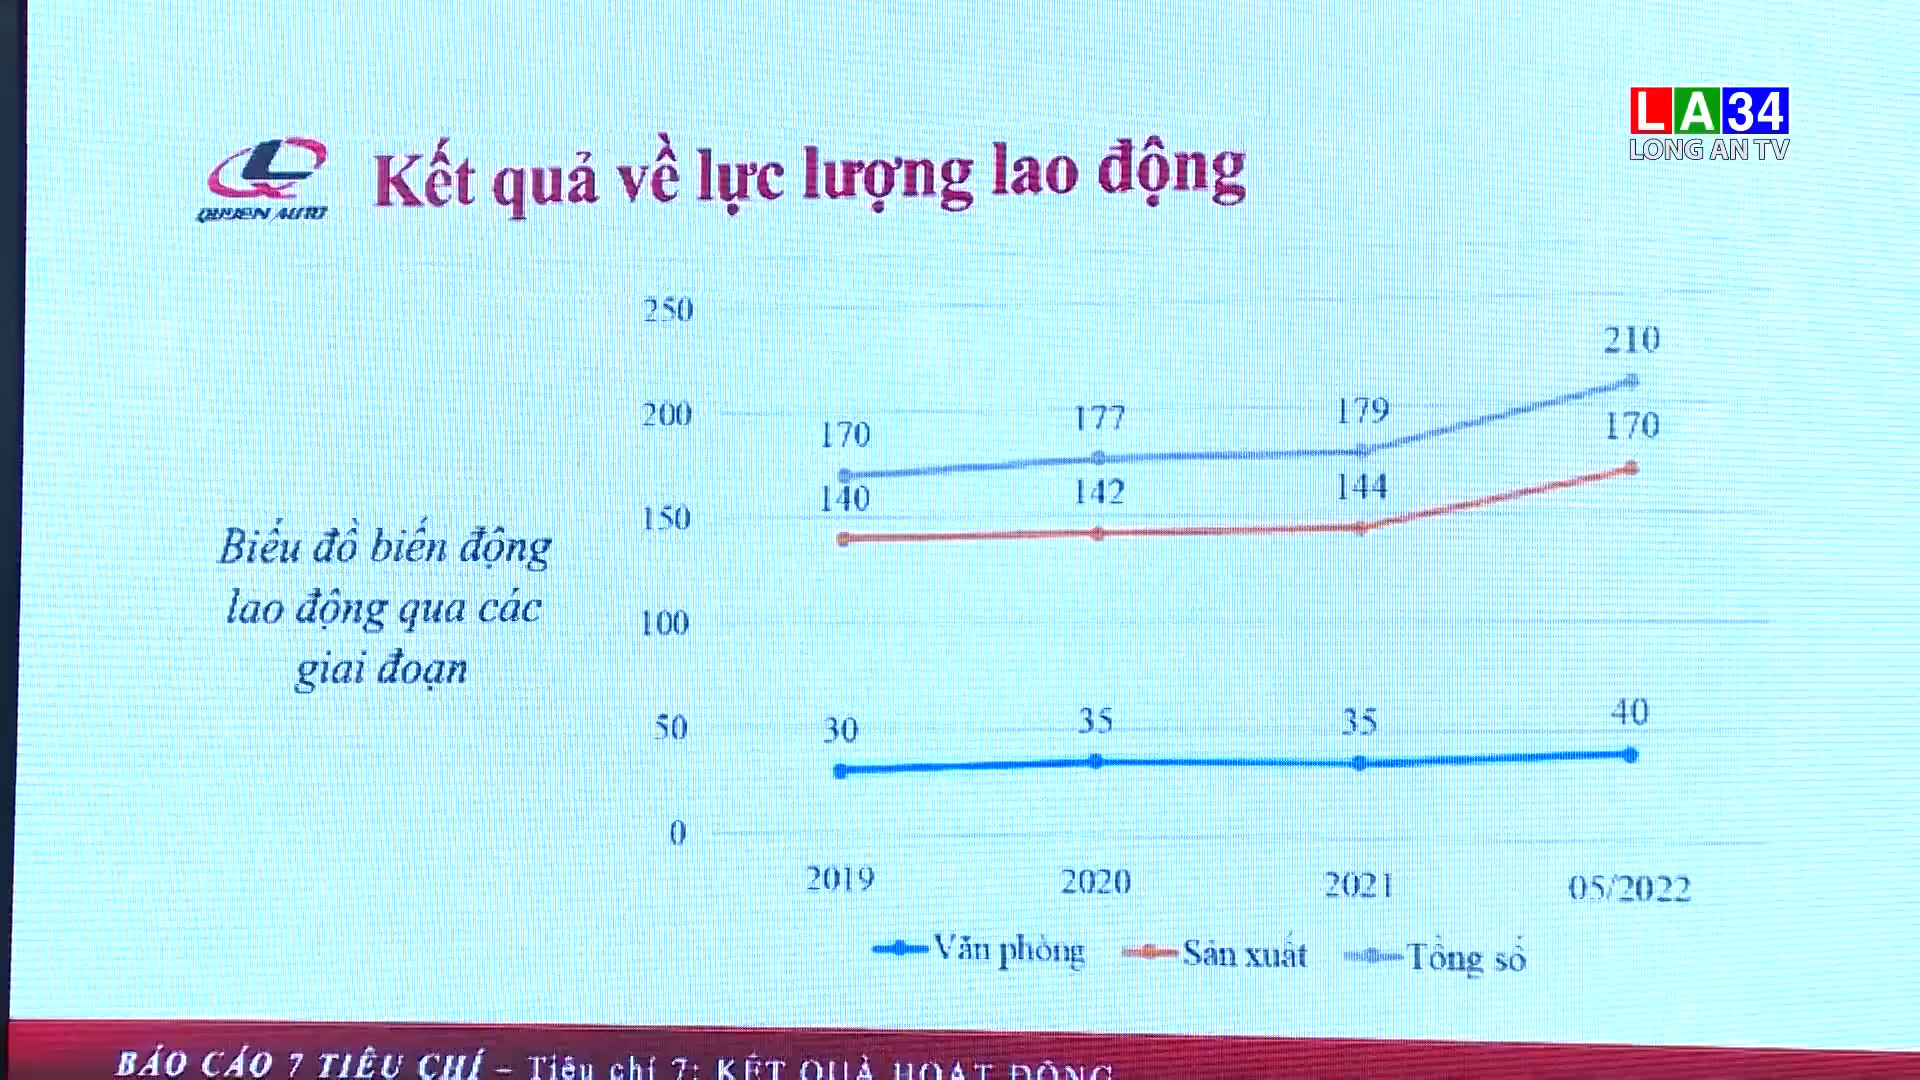 LA34
LONG AN TV
QUYEN AUTO
Kết quả về lực lượng lao động
Biểu đồ biến động
lao động qua các
giai đoạn
250
200
150
100
50
0
170
177
179
210
140
142
144
170
30
35
35
40
2019
2020
2021
05/2022
Văn phòng
Sản xuất
Tổng số
BÁO CÁO 7 TIÊU CHÍ – Tiêu chí 7: KẾT QUẢ HOẠT ĐỘNG